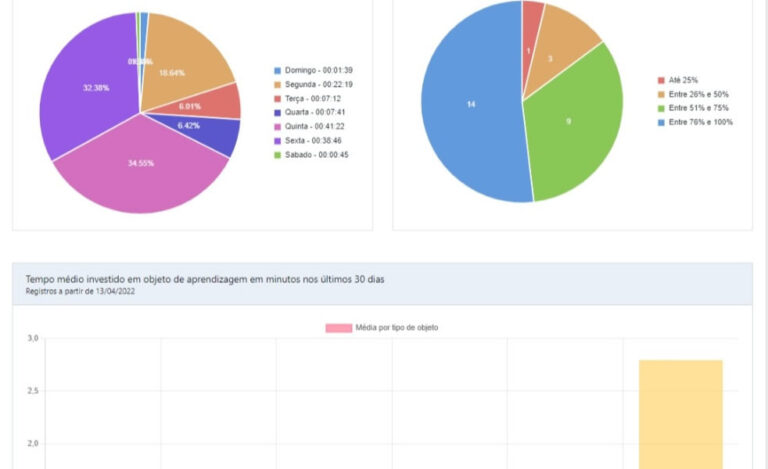 18.64%
6.01%
6.42%
34.55%
32.38%
Domingo - 00:01:39
Segunda - 00:22:19
Terça - 00:07:12
Quarta - 00:07:41
Quinta - 00:41:22
Sexta - 00:38:46
Sabado - 00:00:45
1
3
9
14
Até 25%
Entre 26% e 50%
Entre 51% e 75%
Entre 76% e 100%
Tempo médio investido em objeto de aprendizagem em minutos nos últimos 30 dias
Registros a partir de 13/04/2022
Média por tipo de objeto
3,0
2,5
2,0